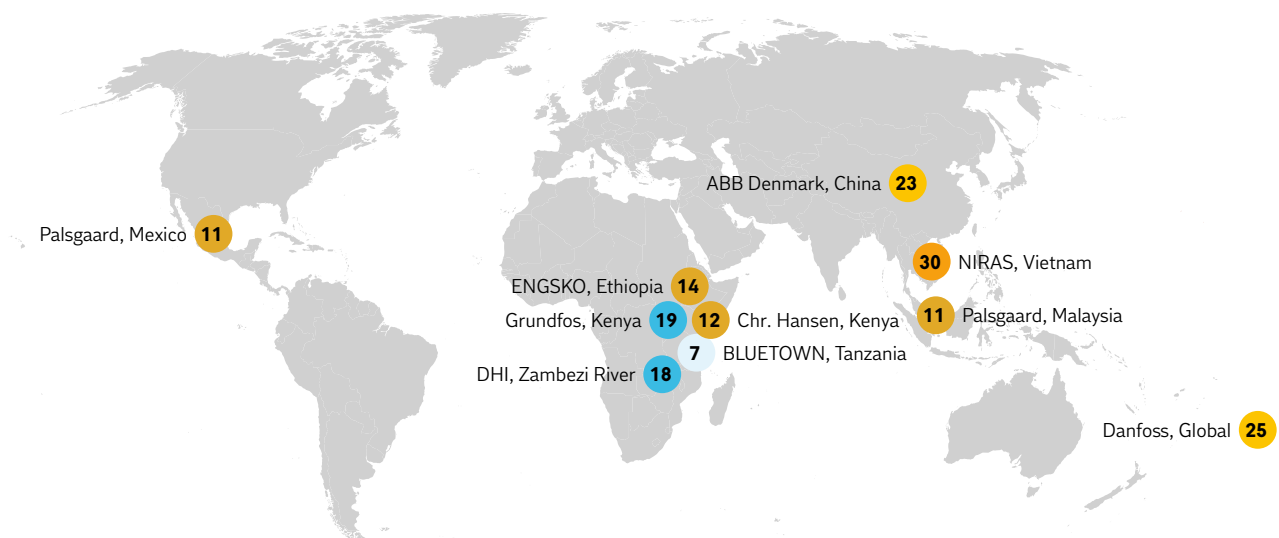 ABB Denmark, China 23
Palsgaard, Mexico 11
30 NIRAS, Vietnam
ENGSKO, Ethiopia 14
Grundfos, Kenya 19
12 Chr. Hansen, Kenya
11 Palsgaard, Malaysia
7 BLUETOWN, Tanzania
DHI, Zambezi River 18
Danfoss, Global 25